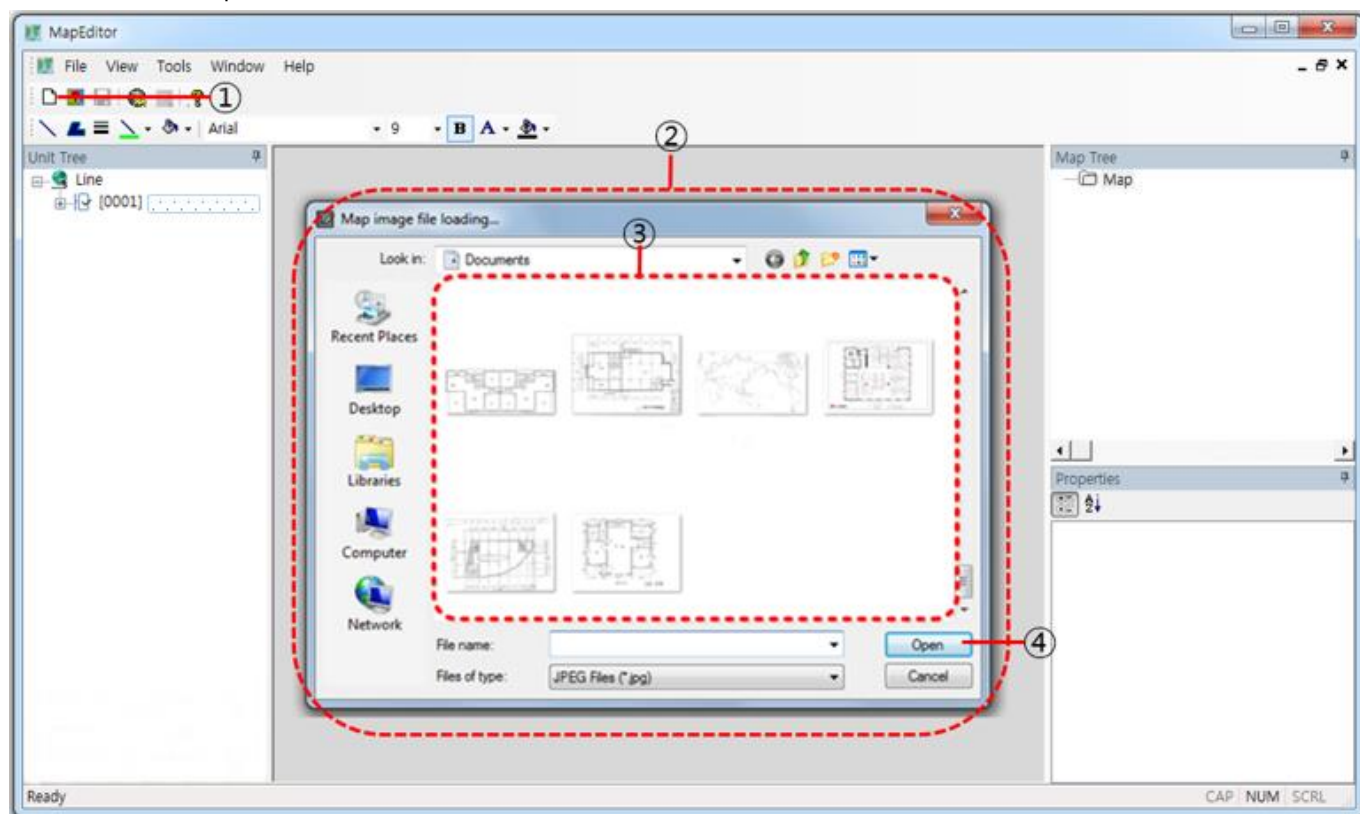 MapEditor
File View Tools Window Help
①
Arial 9 B A
②
Unit Tree
Map Tree
Line
Map
[0001]
Map image file loading...
③
Look in: Documents
Recent Places
Desktop
Libraries
Computer
Network
Properties
File name: Open
④
Files of type: JPEG Files (*.jpg) Cancel
Ready CAP NUM SCRL